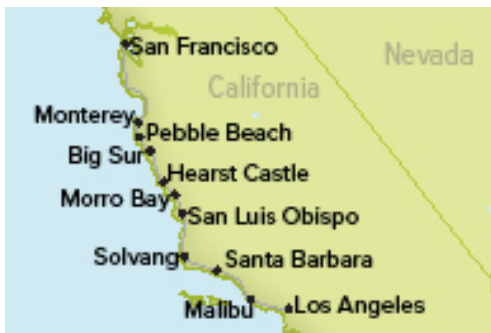 San Francisco
Nevada
California
Monterey
Pebble Beach
Big Sur
Hearst Castle
Morro Bay
San Luis Obispo
Solvang
Santa Barbara
Malibu
Los Angeles